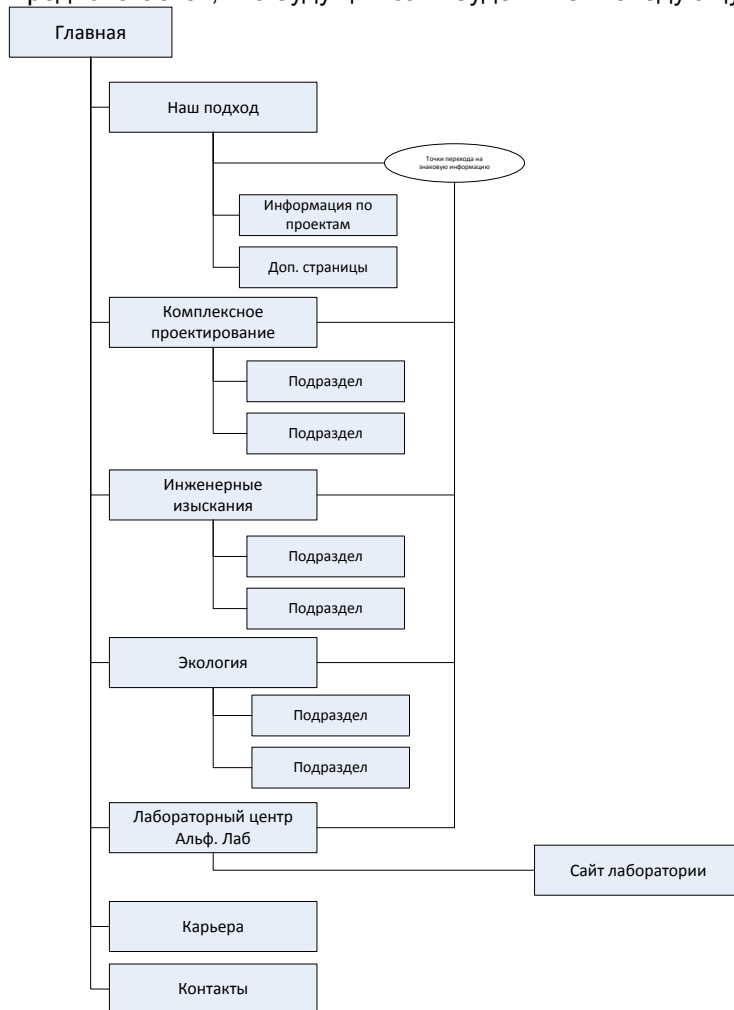 Главная
Наш подход
Точки перехода на
знаковую информацию
Информация по
проектам
Доп. страницы
Комплексное
проектирование
Подраздел
Подраздел
Инженерные
изыскания
Подраздел
Подраздел
Экология
Подраздел
Подраздел
Лабораторный центр
Альф. Лаб
Сайт лаборатории
Карьера
Контакты